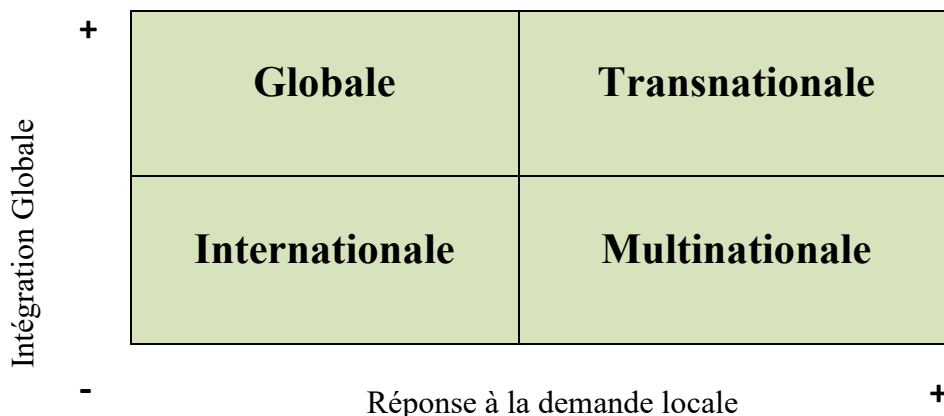 +
Globale Transnationale
Intégration Globale
Internationale Multinationale
- +
Réponse à la demande locale